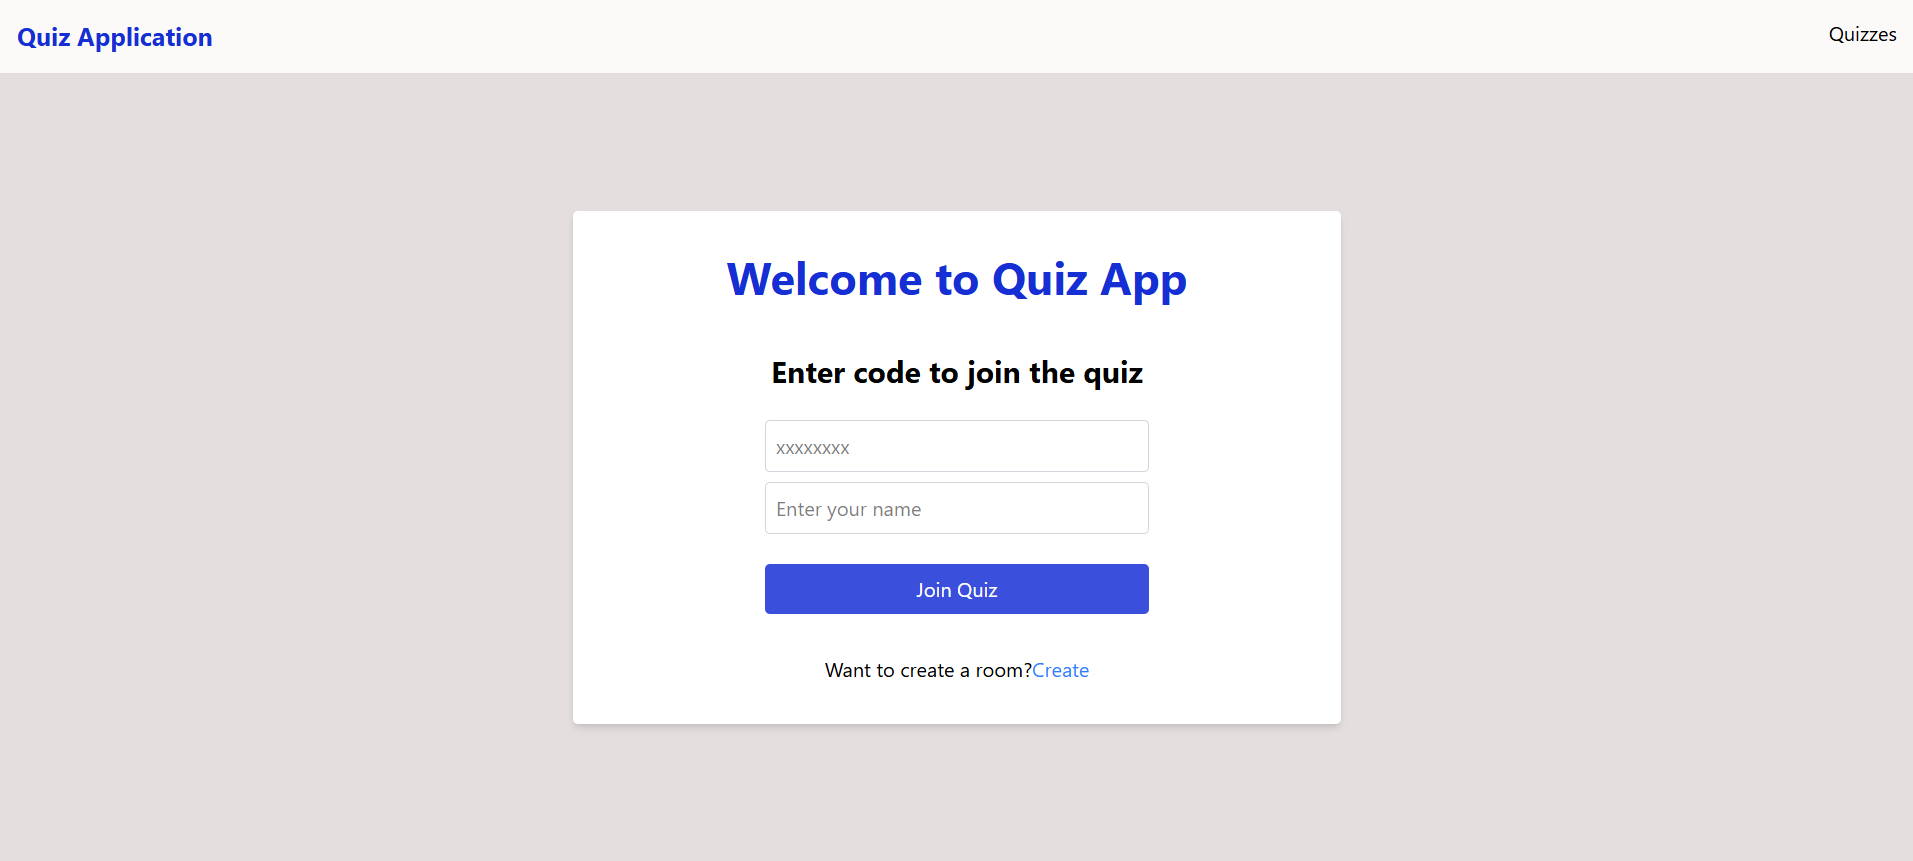 Quiz Application
Quizzes
Welcome to Quiz App
Enter code to join the quiz
xxxxxxxx
Enter your name
Join Quiz
Want to create a room?Create